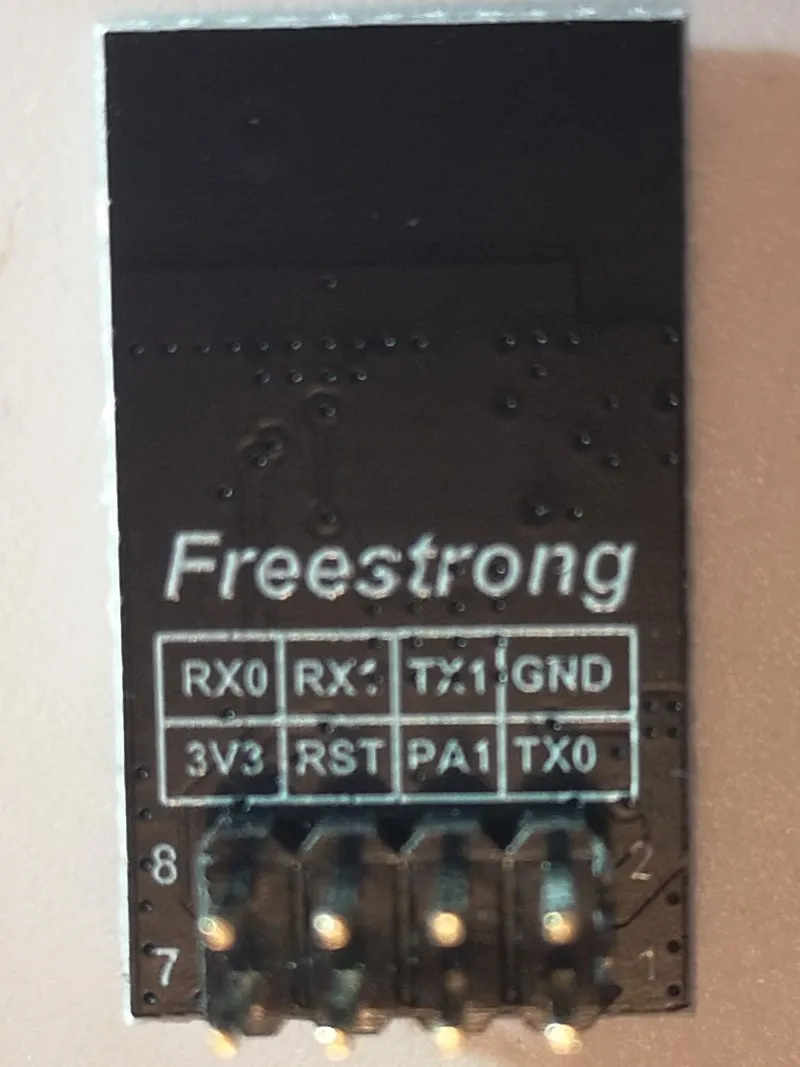 Freestrong
RX0 RX1 TX1 GND
3V3 RST PA1 TX0
8 2
7 1